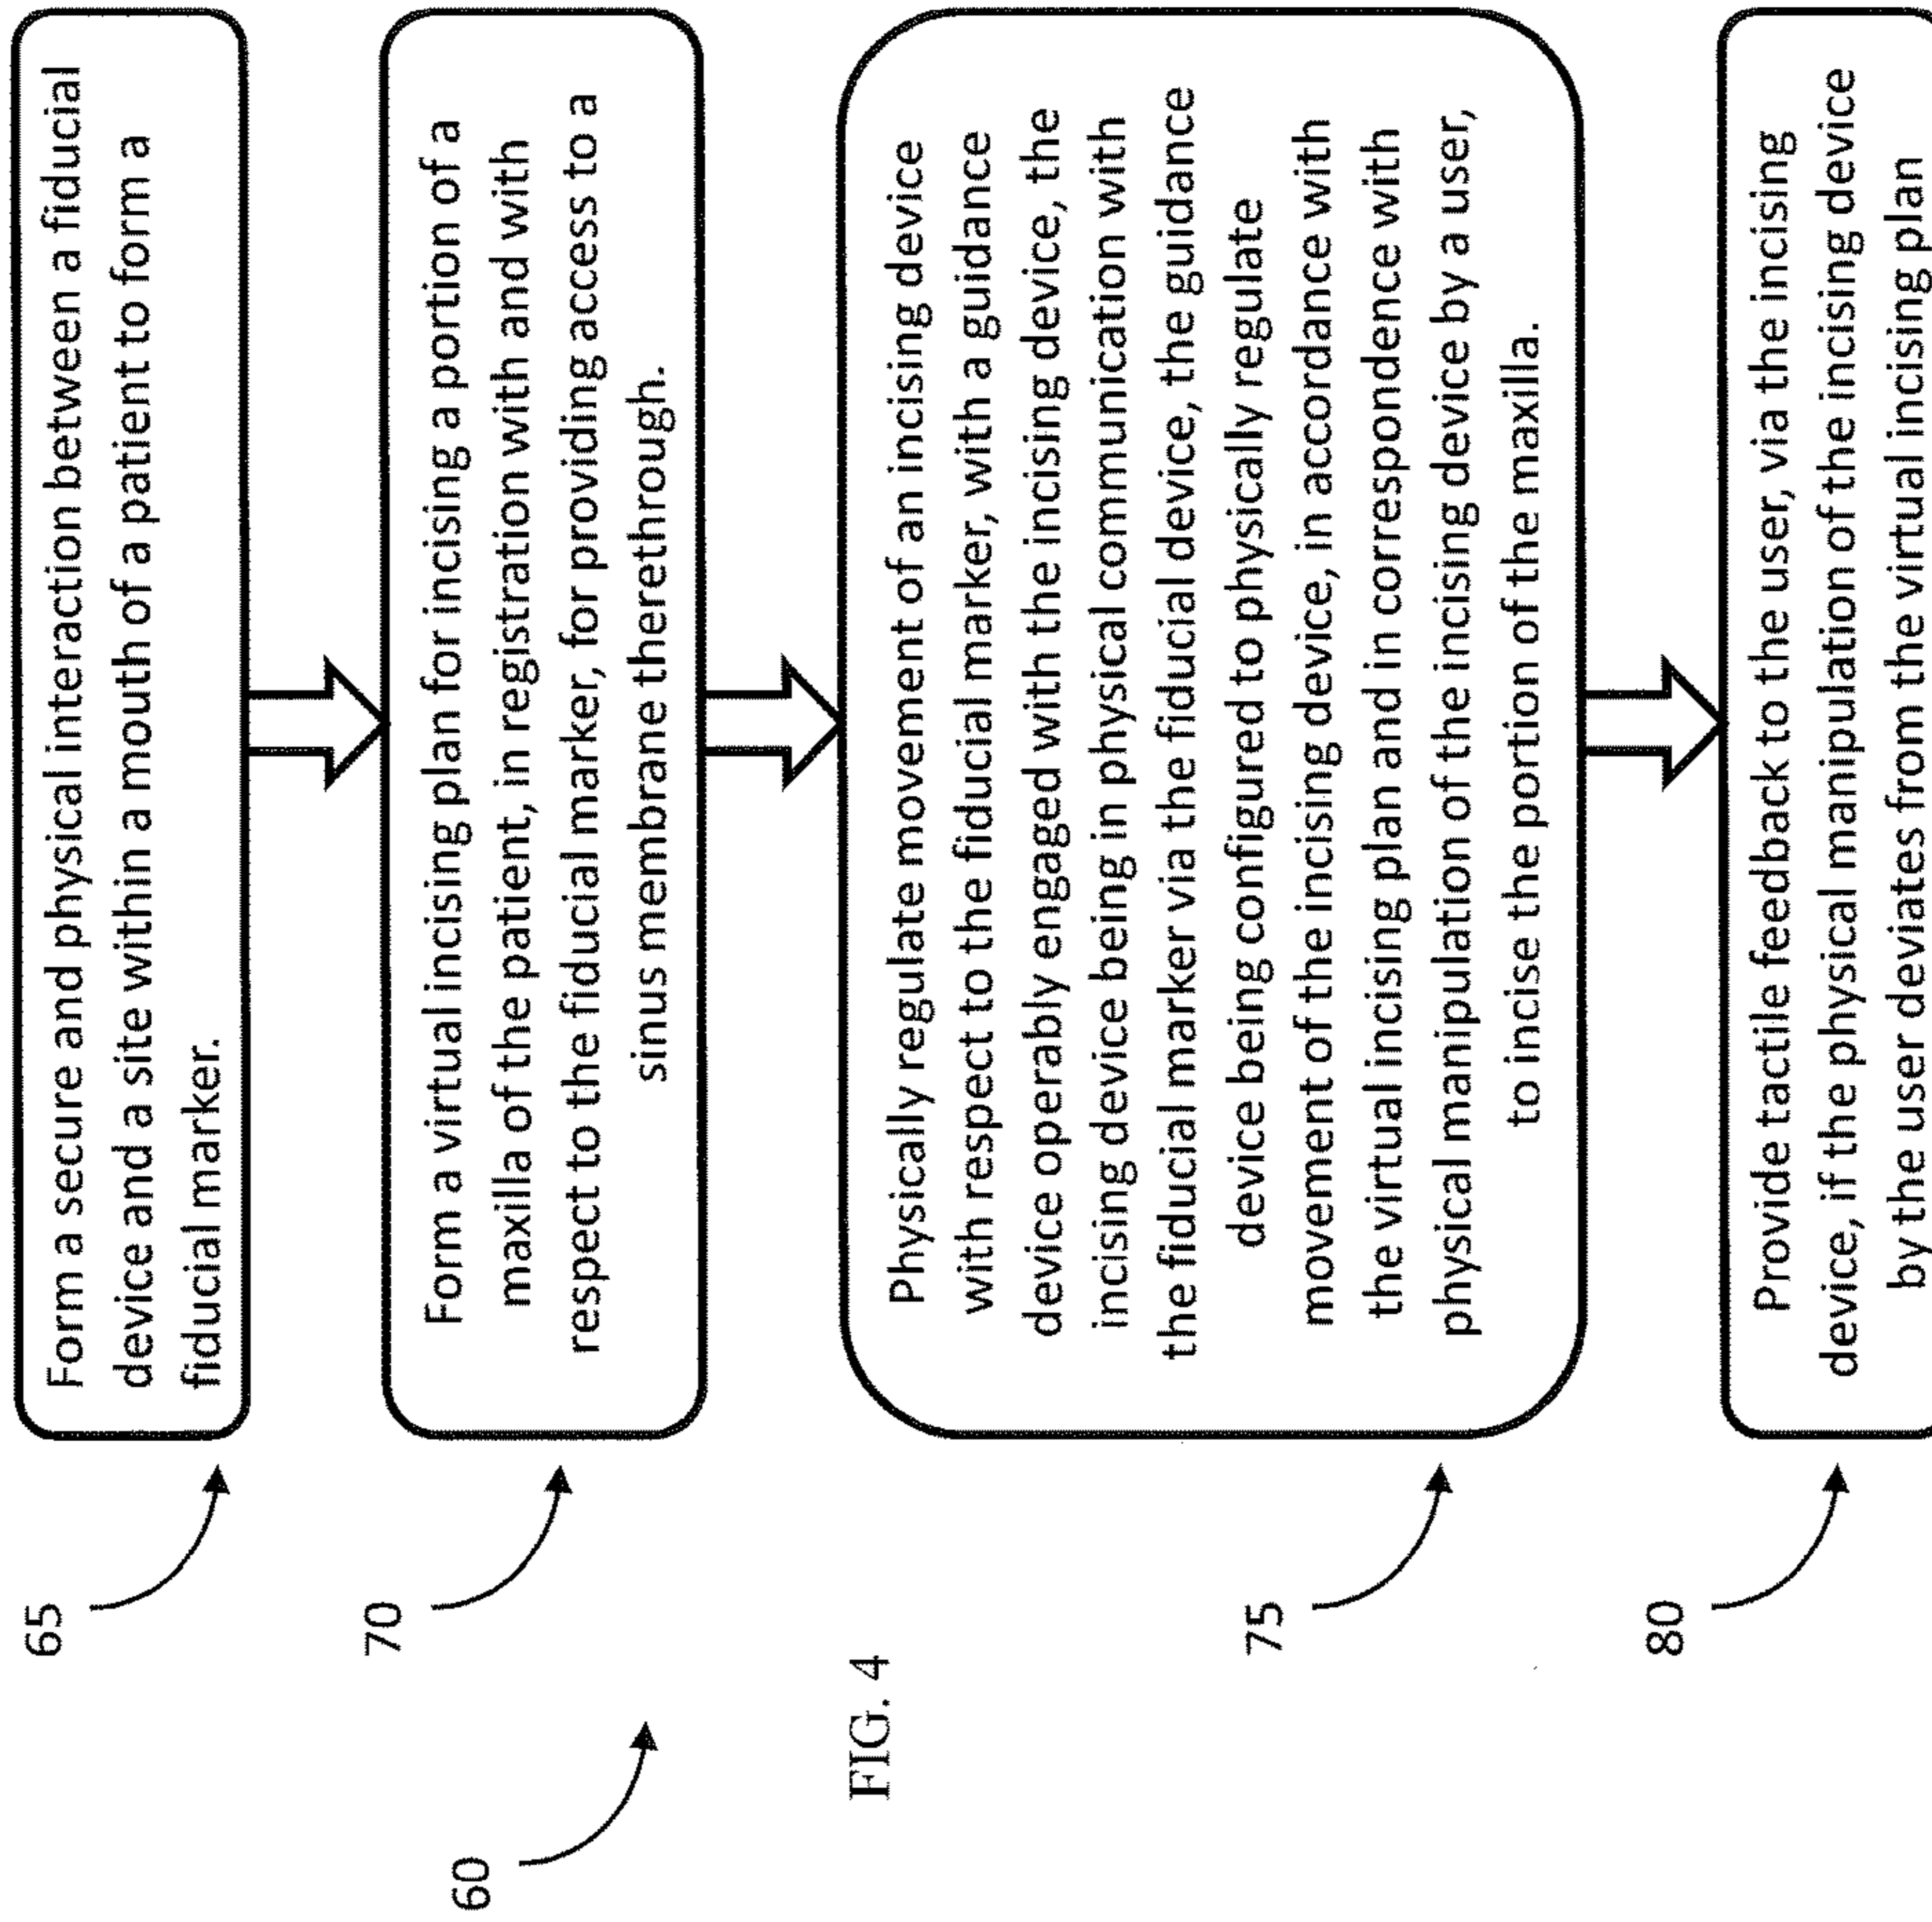 65
Form a secure and physical interaction between a fiducial
device and a site within a mouth of a patient to form a
fiducial marker.
70
Form a virtual incising plan for incising a portion of a
maxilla of the patient, in registration with and with
respect to the fiducial marker, for providing access to a
sinus membrane therethrough.
60
FIG. 4
75
Physically regulate movement of an incising device
with respect to the fiducial marker, with a guidance
device operably engaged with the incising device, the
incising device being in physical communication with
the fiducial marker via the fiducial device, the guidance
device being configured to physically regulate
movement of the incising device, in accordance with
the virtual incising plan and in correspondence with
physical manipulation of the incising device by a user,
to incise the portion of the maxilla.
80
Provide tactile feedback to the user, via the incising
device, if the physical manipulation of the incising device
by the user deviates from the virtual incising plan